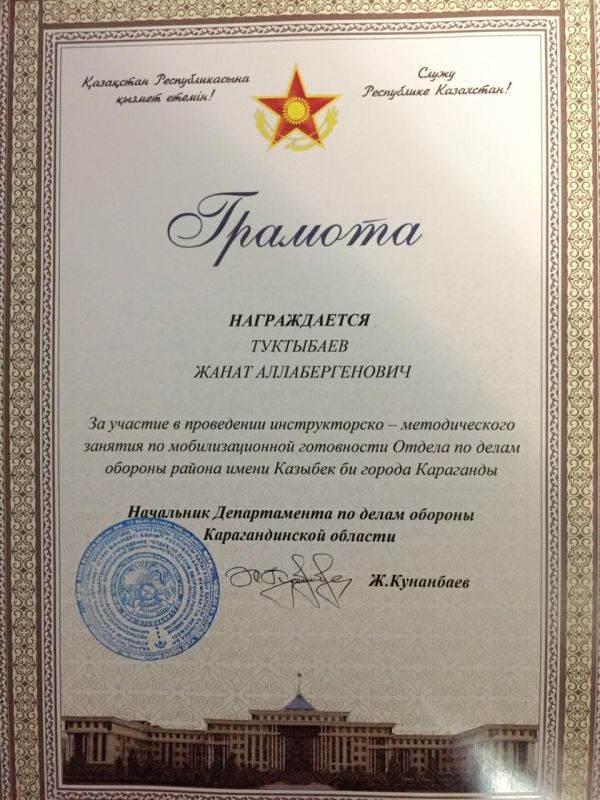 Қазақстан Республикасына
қызмет етемін!
Служу
Республике Казахстан!
Грамота
НАГРАЖДАЕТСЯ
ТУКТЫБАЕВ
ЖАНАТ АЛЛАБЕРГЕНОВИЧ
За участие в проведении инструкторско – методического
занятия по мобилизационной готовности Отдела по делам
обороны района имени Казыбек би города Караганды
Начальник Департамента по делам обороны
Карагандинской области
Ж.Кунанбаев